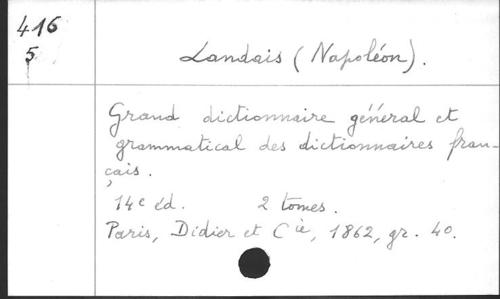 416
5
Landais (Napoléon).
Grand dictionnaire général et
grammatical des dictionnaires fran-
çais.
14e éd. 2 tomes.
Paris, Didier et Cie, 1862, gr. 4o.